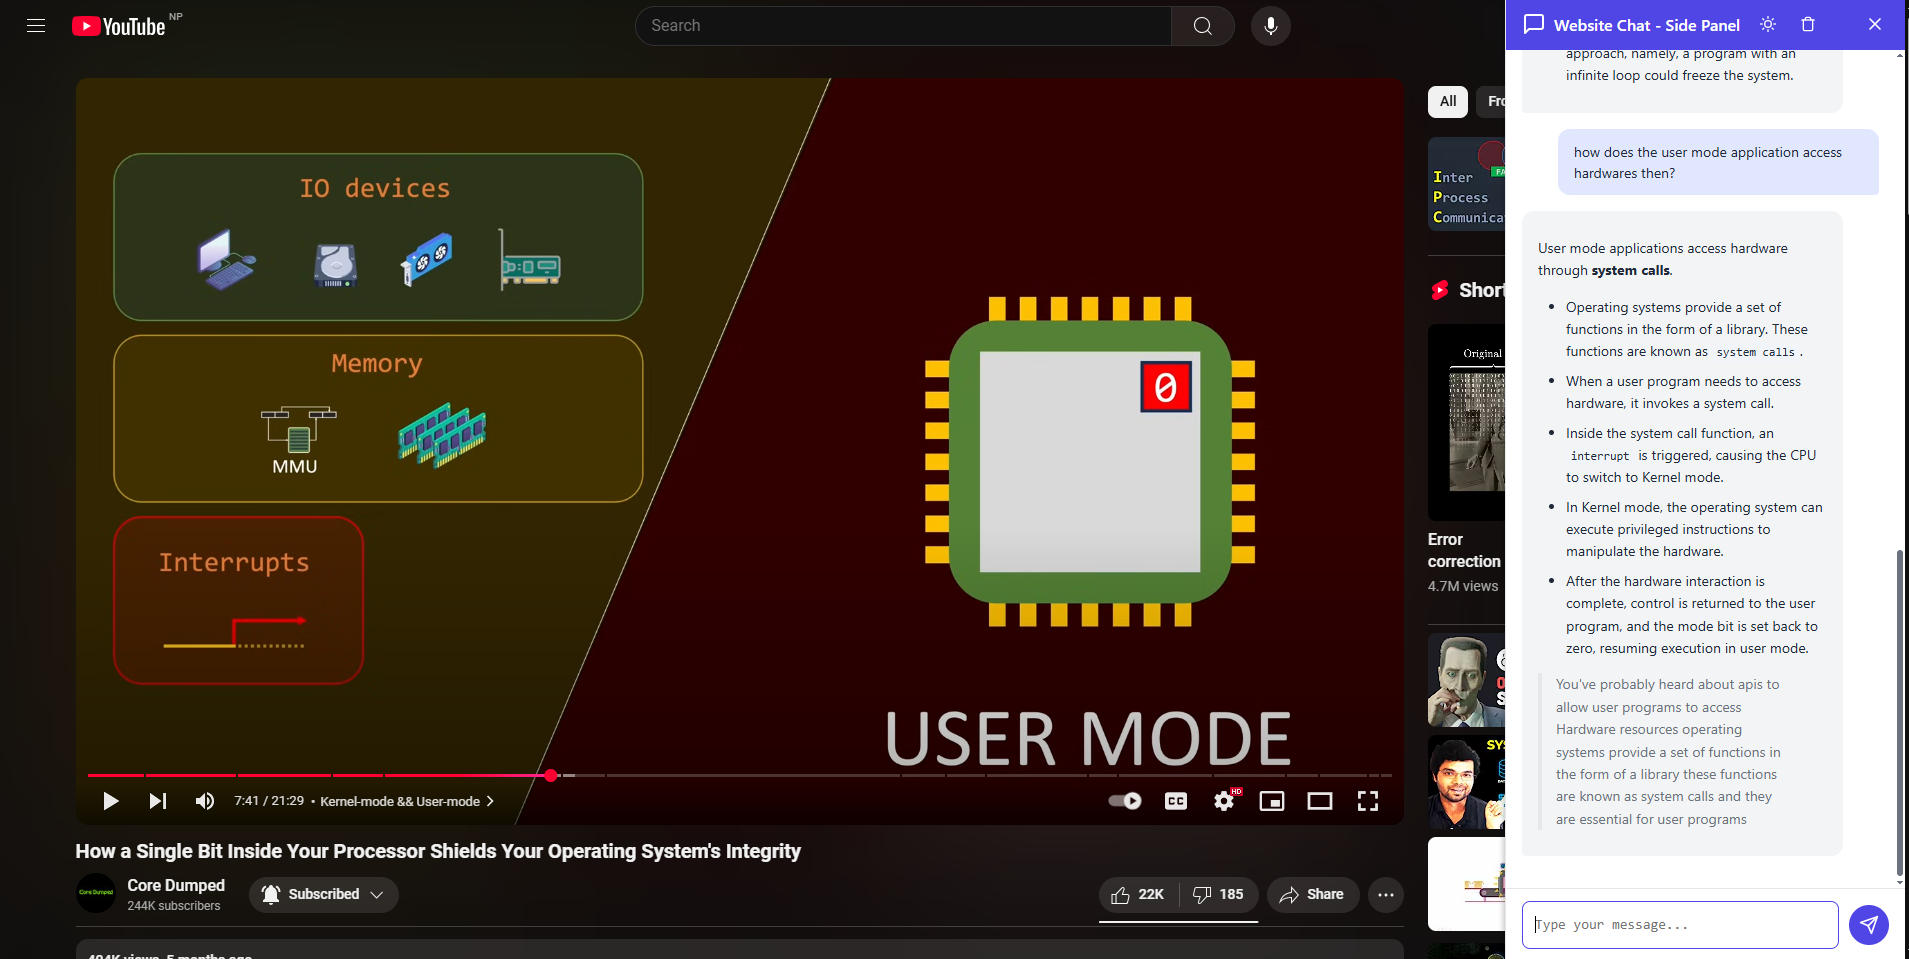 YouTube NP
Search
IO devices
Memory
MMU
Interrupts
0
USER MODE
7:41 / 21:29 • Kernel-mode && User-mode
CC
HD
How a Single Bit Inside Your Processor Shields Your Operating System's Integrity
Core Dumped
Core Dumped
244K subscribers
Subscribed
22K
185
Share
All
Inter
Process
Short
Original
Error
correction
4.7M views
Website Chat - Side Panel
approach, namely, a program with an
infinite loop could freeze the system.
how does the user mode application access
hardwares then?
User mode applications access hardware
through system calls.
• Operating systems provide a set of
functions in the form of a library. These
functions are known as system calls .
• When a user program needs to access
hardware, it invokes a system call.
• Inside the system call function, an
interrupt is triggered, causing the CPU
to switch to Kernel mode.
• In Kernel mode, the operating system can
execute privileged instructions to
manipulate the hardware.
• After the hardware interaction is
complete, control is returned to the user
program, and the mode bit is set back to
zero, resuming execution in user mode.
You've probably heard about apis to
allow user programs to access
Hardware resources operating
systems provide a set of functions in
the form of a library these functions
are known as system calls and they
are essential for user programs
Type your message...